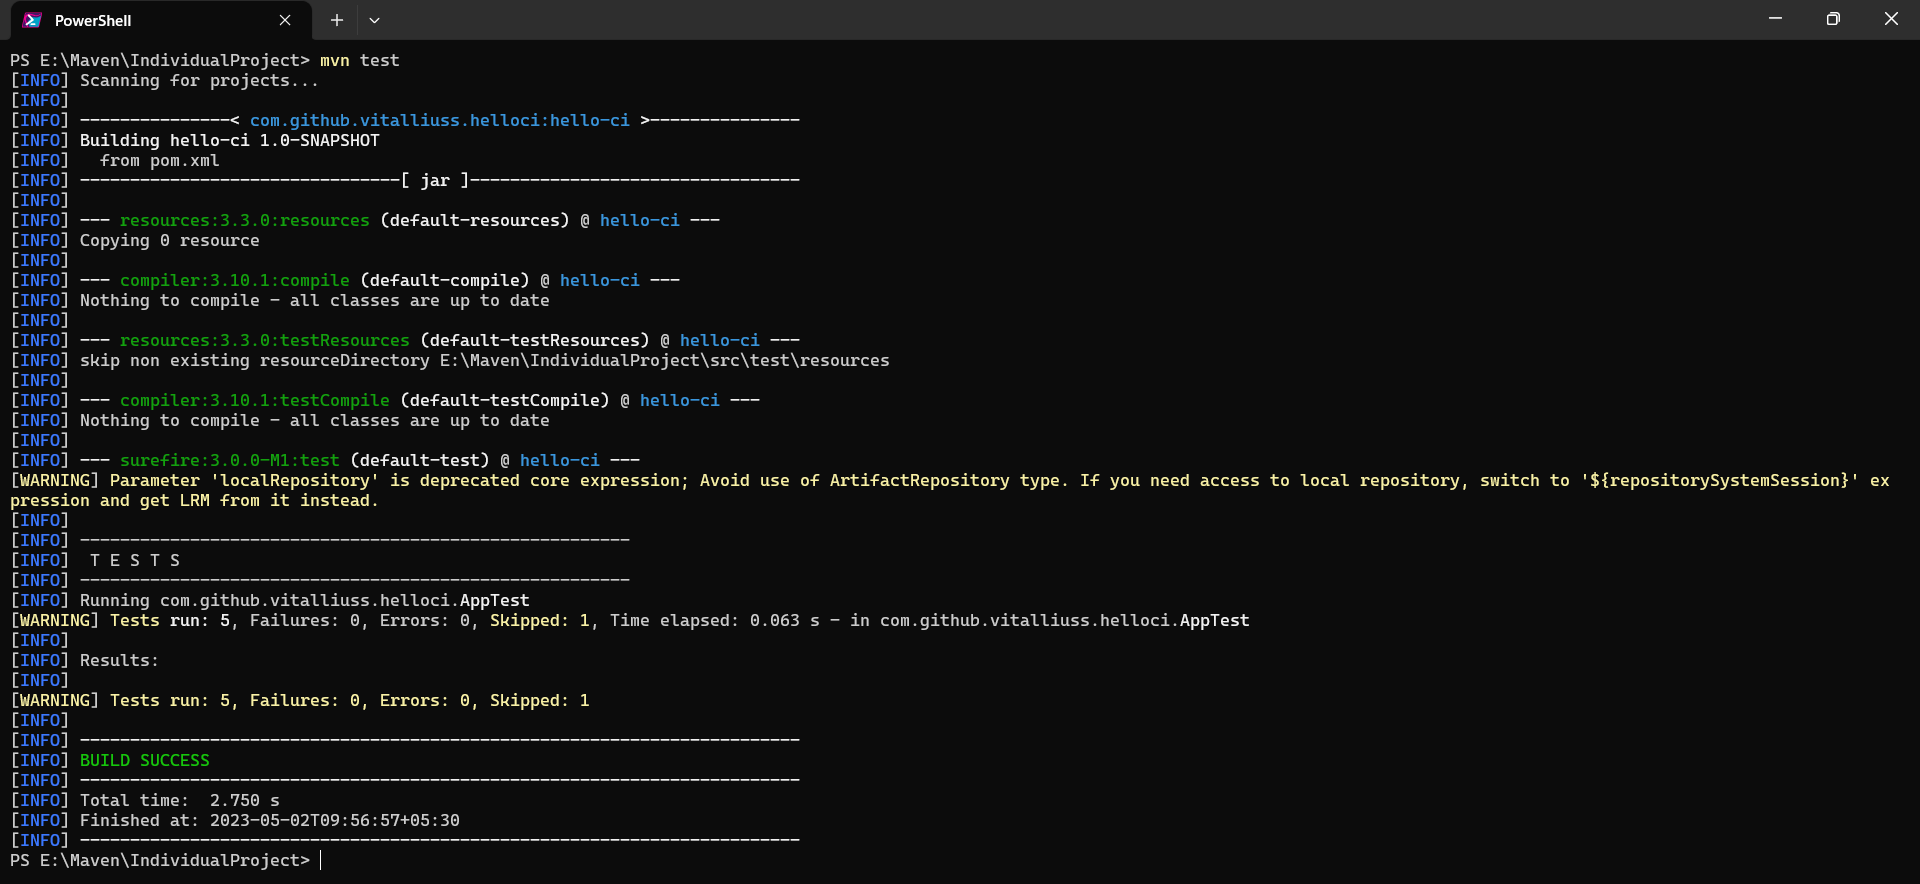 PowerShell
PS E:\Maven\IndividualProject> mvn test
[INFO] Scanning for projects...
[INFO]
[INFO] ---------------< com.github.vitalliuss.helloci:hello-ci >---------------
[INFO] Building hello-ci 1.0-SNAPSHOT
[INFO]   from pom.xml
[INFO] --------------------------------[ jar ]---------------------------------
[INFO]
[INFO] --- resources:3.3.0:resources (default-resources) @ hello-ci ---
[INFO] Copying 0 resource
[INFO]
[INFO] --- compiler:3.10.1:compile (default-compile) @ hello-ci ---
[INFO] Nothing to compile - all classes are up to date
[INFO]
[INFO] --- resources:3.3.0:testResources (default-testResources) @ hello-ci ---
[INFO] skip non existing resourceDirectory E:\Maven\IndividualProject\src\test\resources
[INFO]
[INFO] --- compiler:3.10.1:testCompile (default-testCompile) @ hello-ci ---
[INFO] Nothing to compile - all classes are up to date
[INFO]
[INFO] --- surefire:3.0.0-M1:test (default-test) @ hello-ci ---
[WARNING] Parameter 'localRepository' is deprecated core expression; Avoid use of ArtifactRepository type. If you need access to local repository, switch to '${repositorySystemSession}' ex
pression and get LRM from it instead.
[INFO]
[INFO] -------------------------------------------------------
[INFO]  T E S T S
[INFO] -------------------------------------------------------
[INFO] Running com.github.vitalliuss.helloci.AppTest
[WARNING] Tests run: 5, Failures: 0, Errors: 0, Skipped: 1, Time elapsed: 0.063 s - in com.github.vitalliuss.helloci.AppTest
[INFO]
[INFO] Results:
[INFO]
[WARNING] Tests run: 5, Failures: 0, Errors: 0, Skipped: 1
[INFO]
[INFO] ------------------------------------------------------------------------
[INFO] BUILD SUCCESS
[INFO] ------------------------------------------------------------------------
[INFO] Total time:  2.750 s
[INFO] Finished at: 2023-05-02T09:56:57+05:30
[INFO] ------------------------------------------------------------------------
PS E:\Maven\IndividualProject>